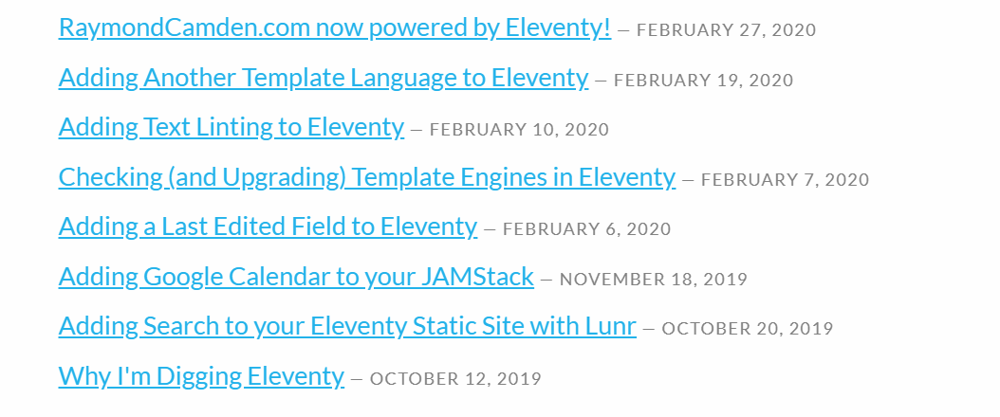 RaymondCamden.com now powered by Eleventy! — FEBRUARY 27, 2020
Adding Another Template Language to Eleventy — FEBRUARY 19, 2020
Adding Text Linting to Eleventy — FEBRUARY 10, 2020
Checking (and Upgrading) Template Engines in Eleventy — FEBRUARY 7, 2020
Adding a Last Edited Field to Eleventy — FEBRUARY 6, 2020
Adding Google Calendar to your JAMStack — NOVEMBER 18, 2019
Adding Search to your Eleventy Static Site with Lunr — OCTOBER 20, 2019
Why I'm Digging Eleventy — OCTOBER 12, 2019